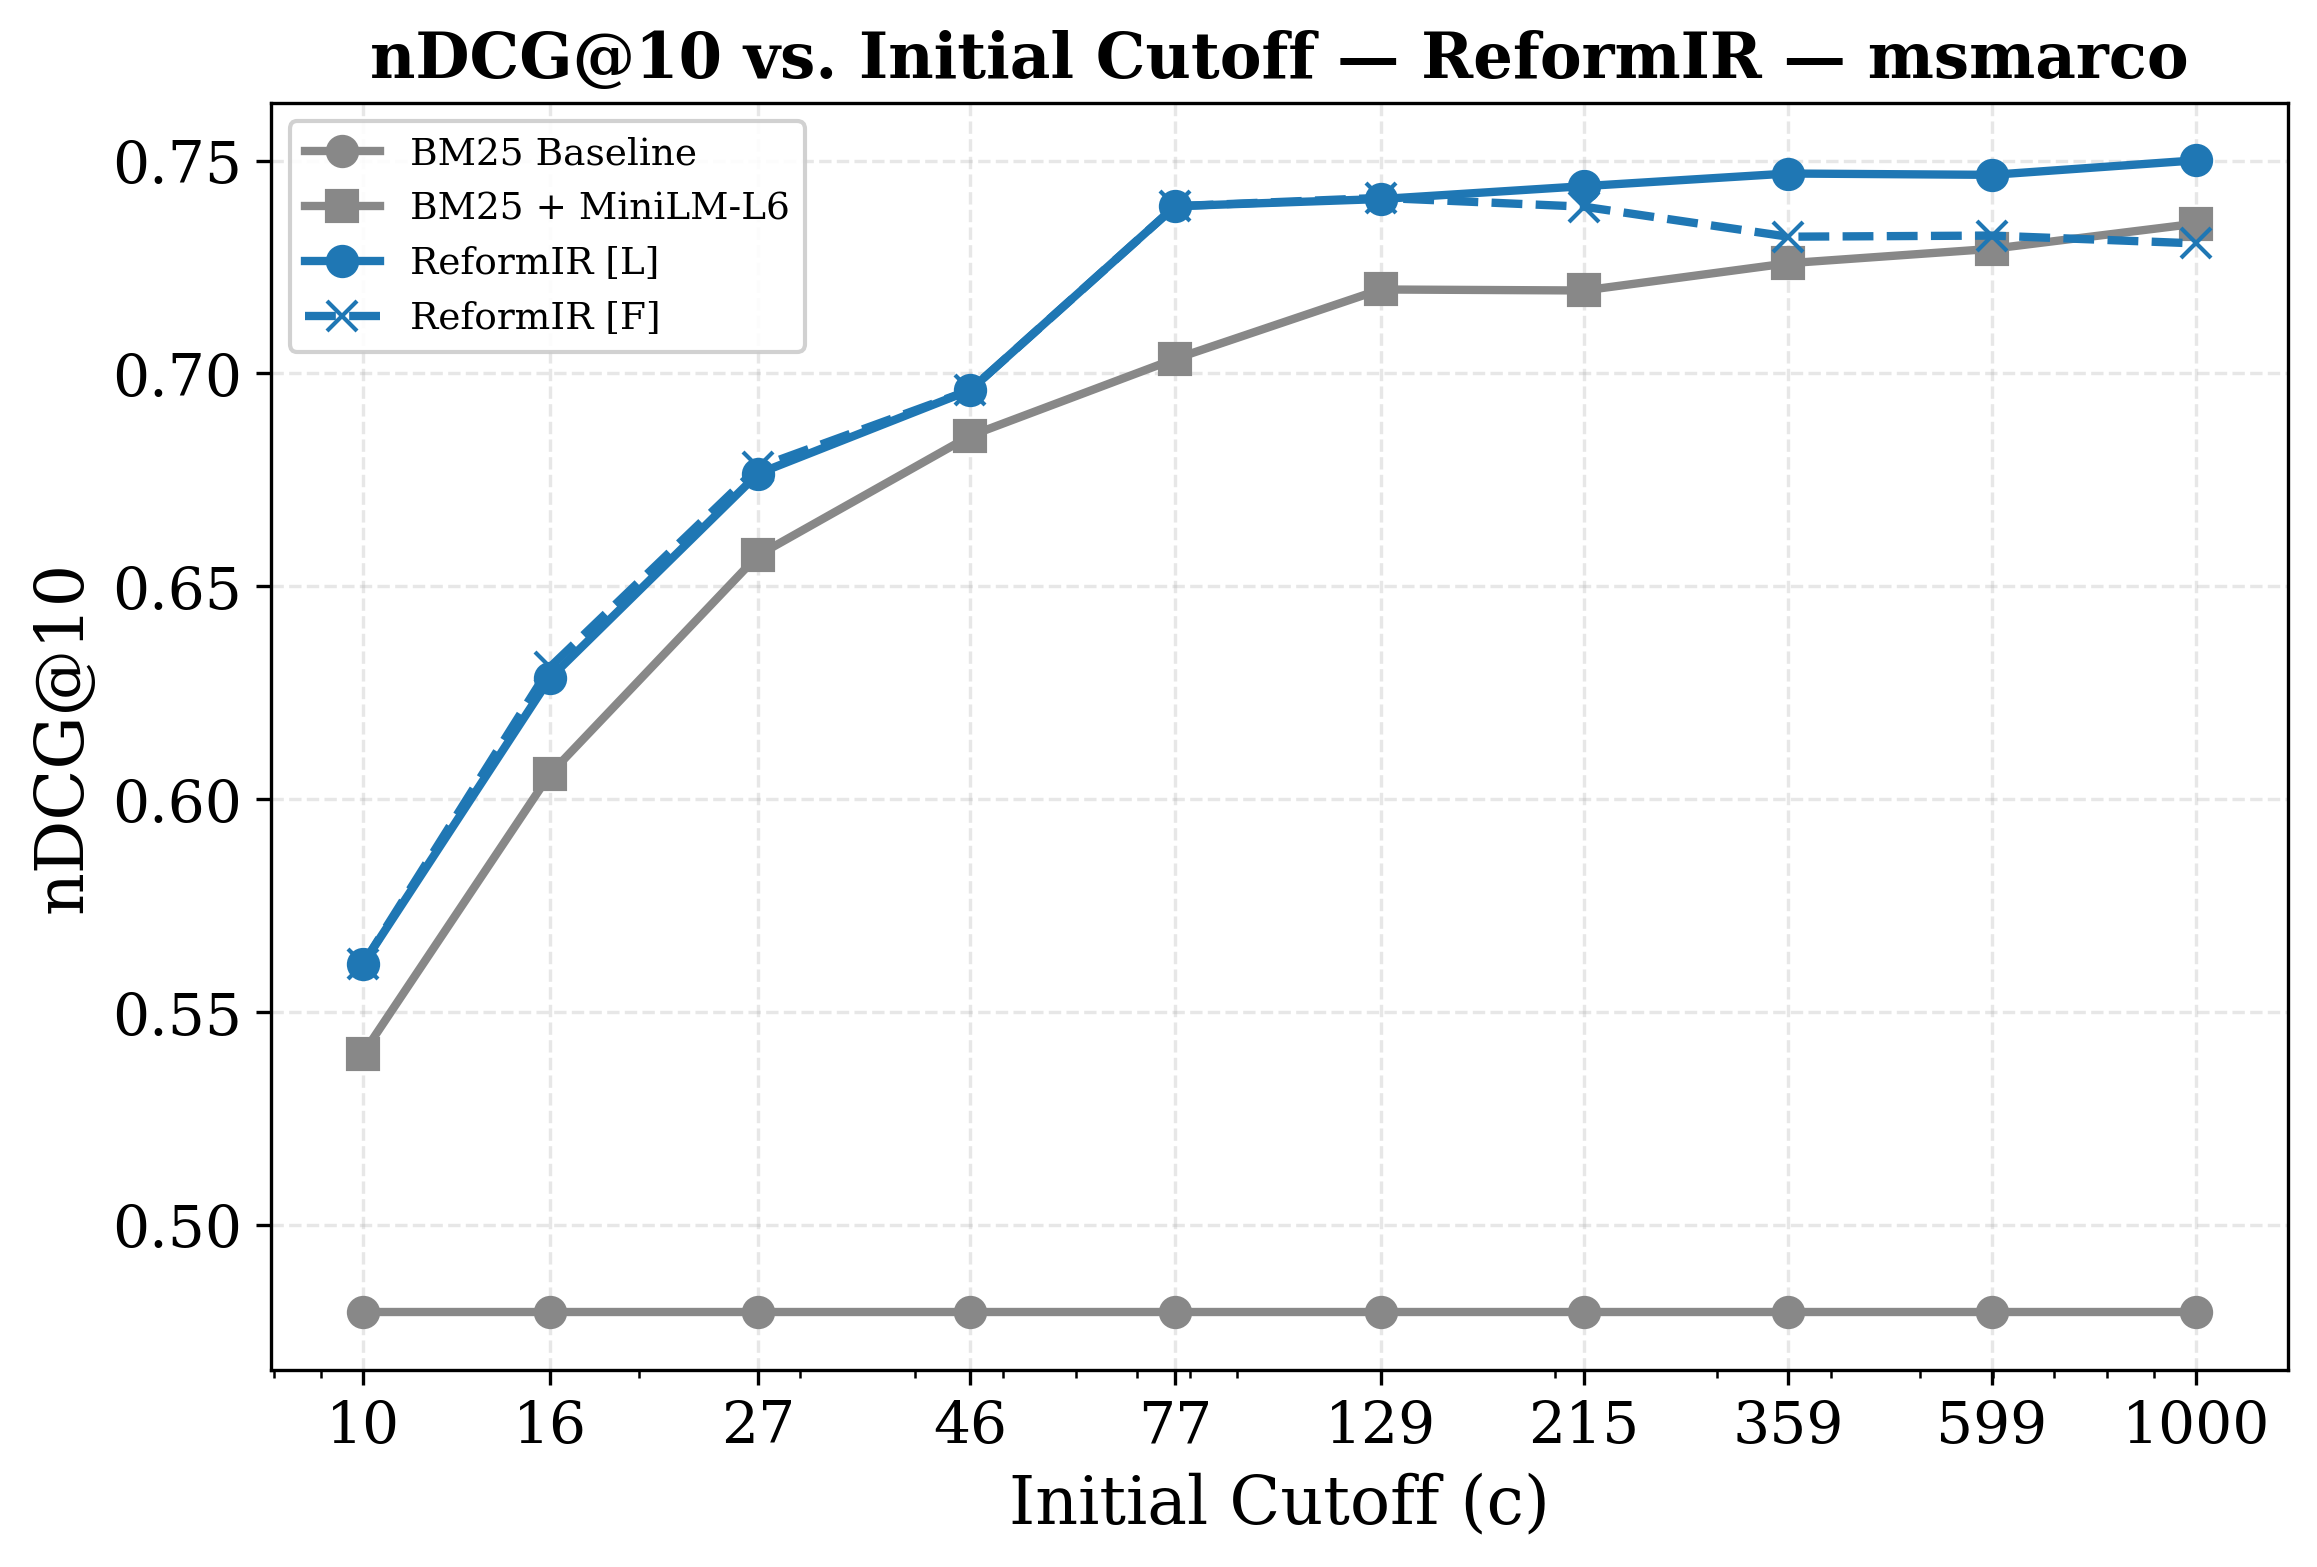 nDCG@10 vs. Initial Cutoff — ReformIR — msmarco
BM25 Baseline
BM25 + MiniLM-L6
ReformIR [L]
ReformIR [F]
nDCG@10
0.75
0.70
0.65
0.60
0.55
0.50
10 16 27 46 77 129 215 359 599 1000
Initial Cutoff (c)